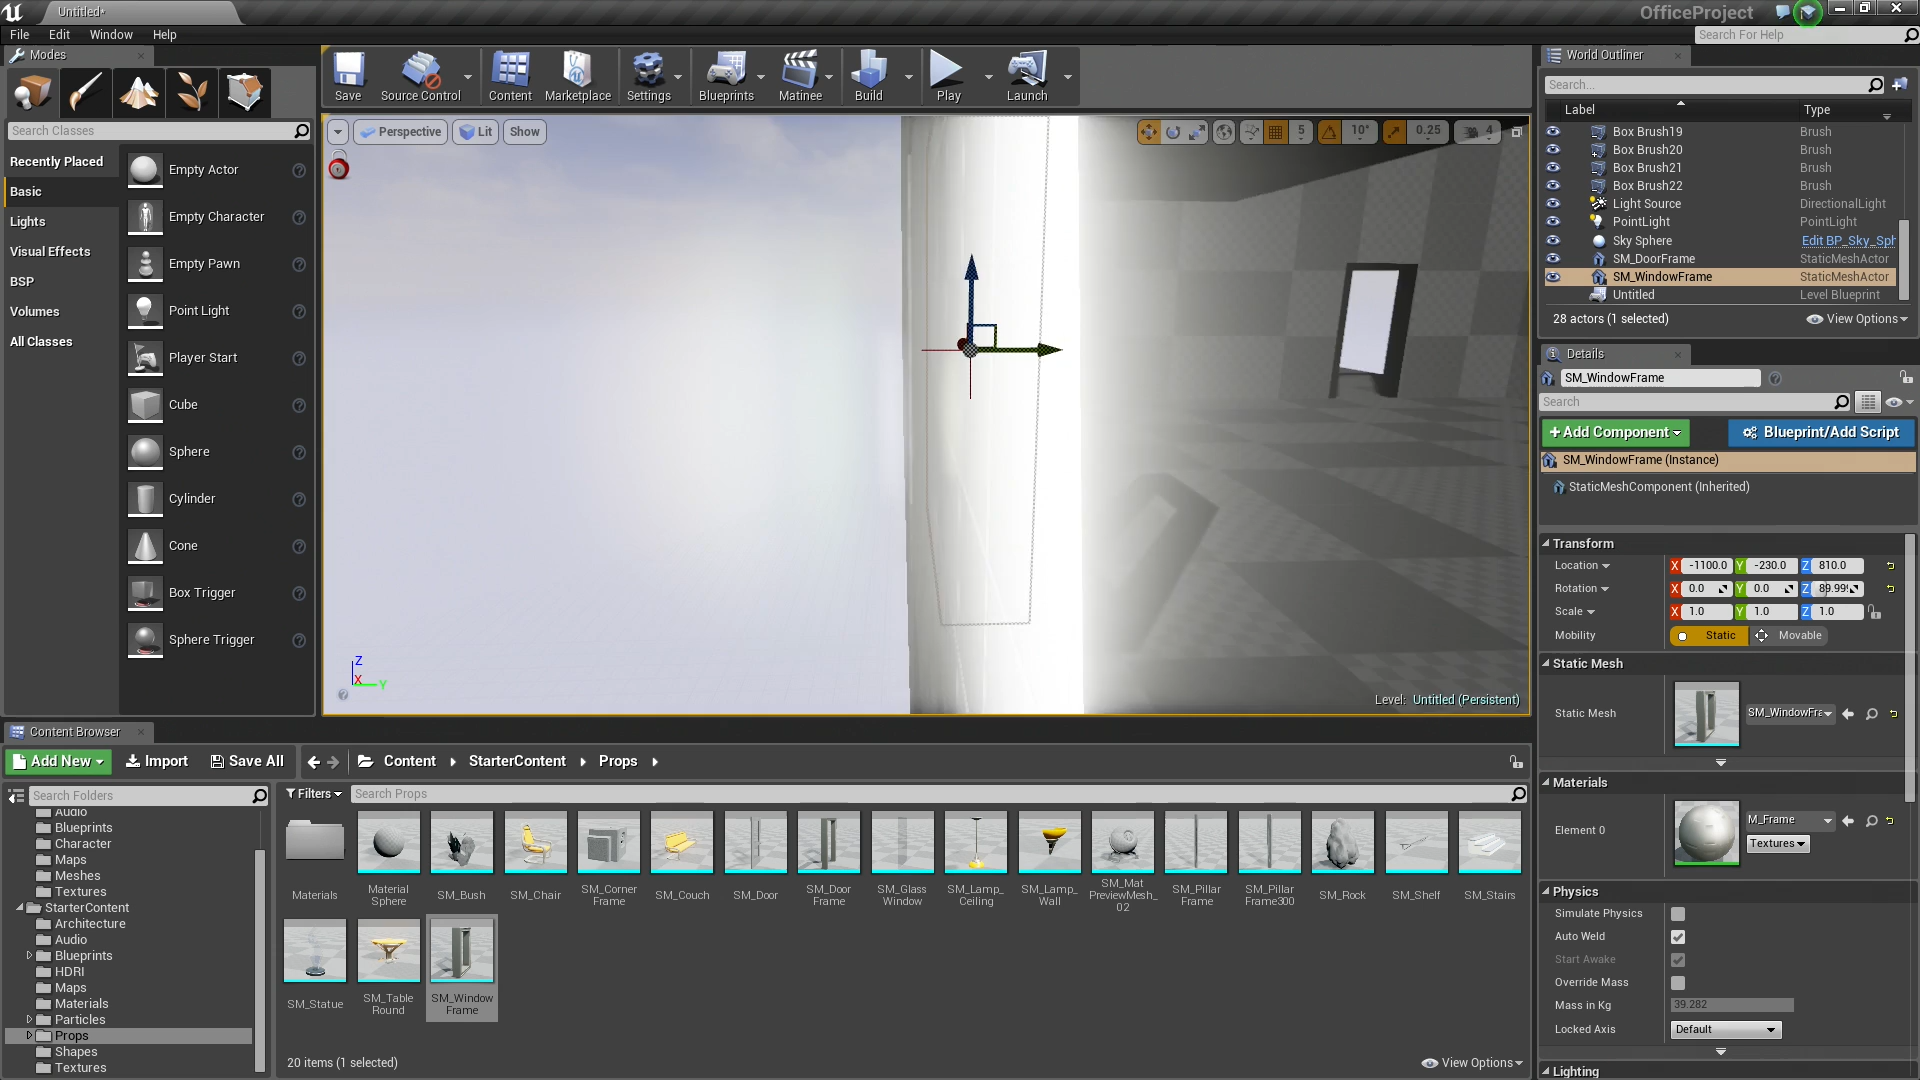 Untitled*
OfficeProject
File Edit Window Help
Search For Help
Modes
Search Classes
Recently Placed
Basic
Lights
Visual Effects
BSP
Volumes
All Classes
Empty Actor
Empty Character
Empty Pawn
Point Light
Player Start
Cube
Sphere
Cylinder
Cone
Box Trigger
Sphere Trigger
Save
Source Control
Content
Marketplace
Settings
Blueprints
Matinee
Build
Play
Launch
Perspective Lit Show
5 10° 0.25 4
Z
X
Y
Level: Untitled (Persistent)
World Outliner
Search...
Label Type
Box Brush19 Brush
Box Brush20 Brush
Box Brush21 Brush
Box Brush22 Brush
Light Source DirectionalLight
PointLight PointLight
Sky Sphere Edit BP_Sky_Sph
SM_DoorFrame StaticMeshActor
SM_WindowFrame StaticMeshActor
Untitled Level Blueprint
28 actors (1 selected) View Options
Details
SM_WindowFrame
Search
+Add Component Blueprint/Add Script
SM_WindowFrame (Instance)
StaticMeshComponent (Inherited)
Transform
Location X -1100.0 Y -230.0 Z 810.0
Rotation X 0.0 Y 0.0 Z 89.99
Scale X 1.0 Y 1.0 Z 1.0
Mobility Static Movable
Static Mesh
Static Mesh SM_WindowFra
Materials
Element 0 M_Frame
Textures
Physics
Simulate Physics
Auto Weld
Start Awake
Override Mass
Mass in Kg 39.282
Locked Axis Default
Lighting
Content Browser
Add New Import Save All Content StarterContent Props
Search Folders
Filters Search Props
Audio
Blueprints
Character
Maps
Meshes
Textures
StarterContent
Architecture
Audio
Blueprints
HDRI
Maps
Materials
Particles
Props
Shapes
Textures
Materials
Material Sphere
SM_Bush
SM_Chair
SM_Corner Frame
SM_Couch
SM_Door
SM_Door Frame
SM_Glass Window
SM_Lamp_ Ceiling
SM_Lamp_ Wall
SM_Mat PreviewMesh_ 02
SM_Pillar Frame
SM_Pillar Frame300
SM_Rock
SM_Shelf
SM_Stairs
SM_Statue
SM_Table Round
SM_Window Frame
20 items (1 selected) View Options